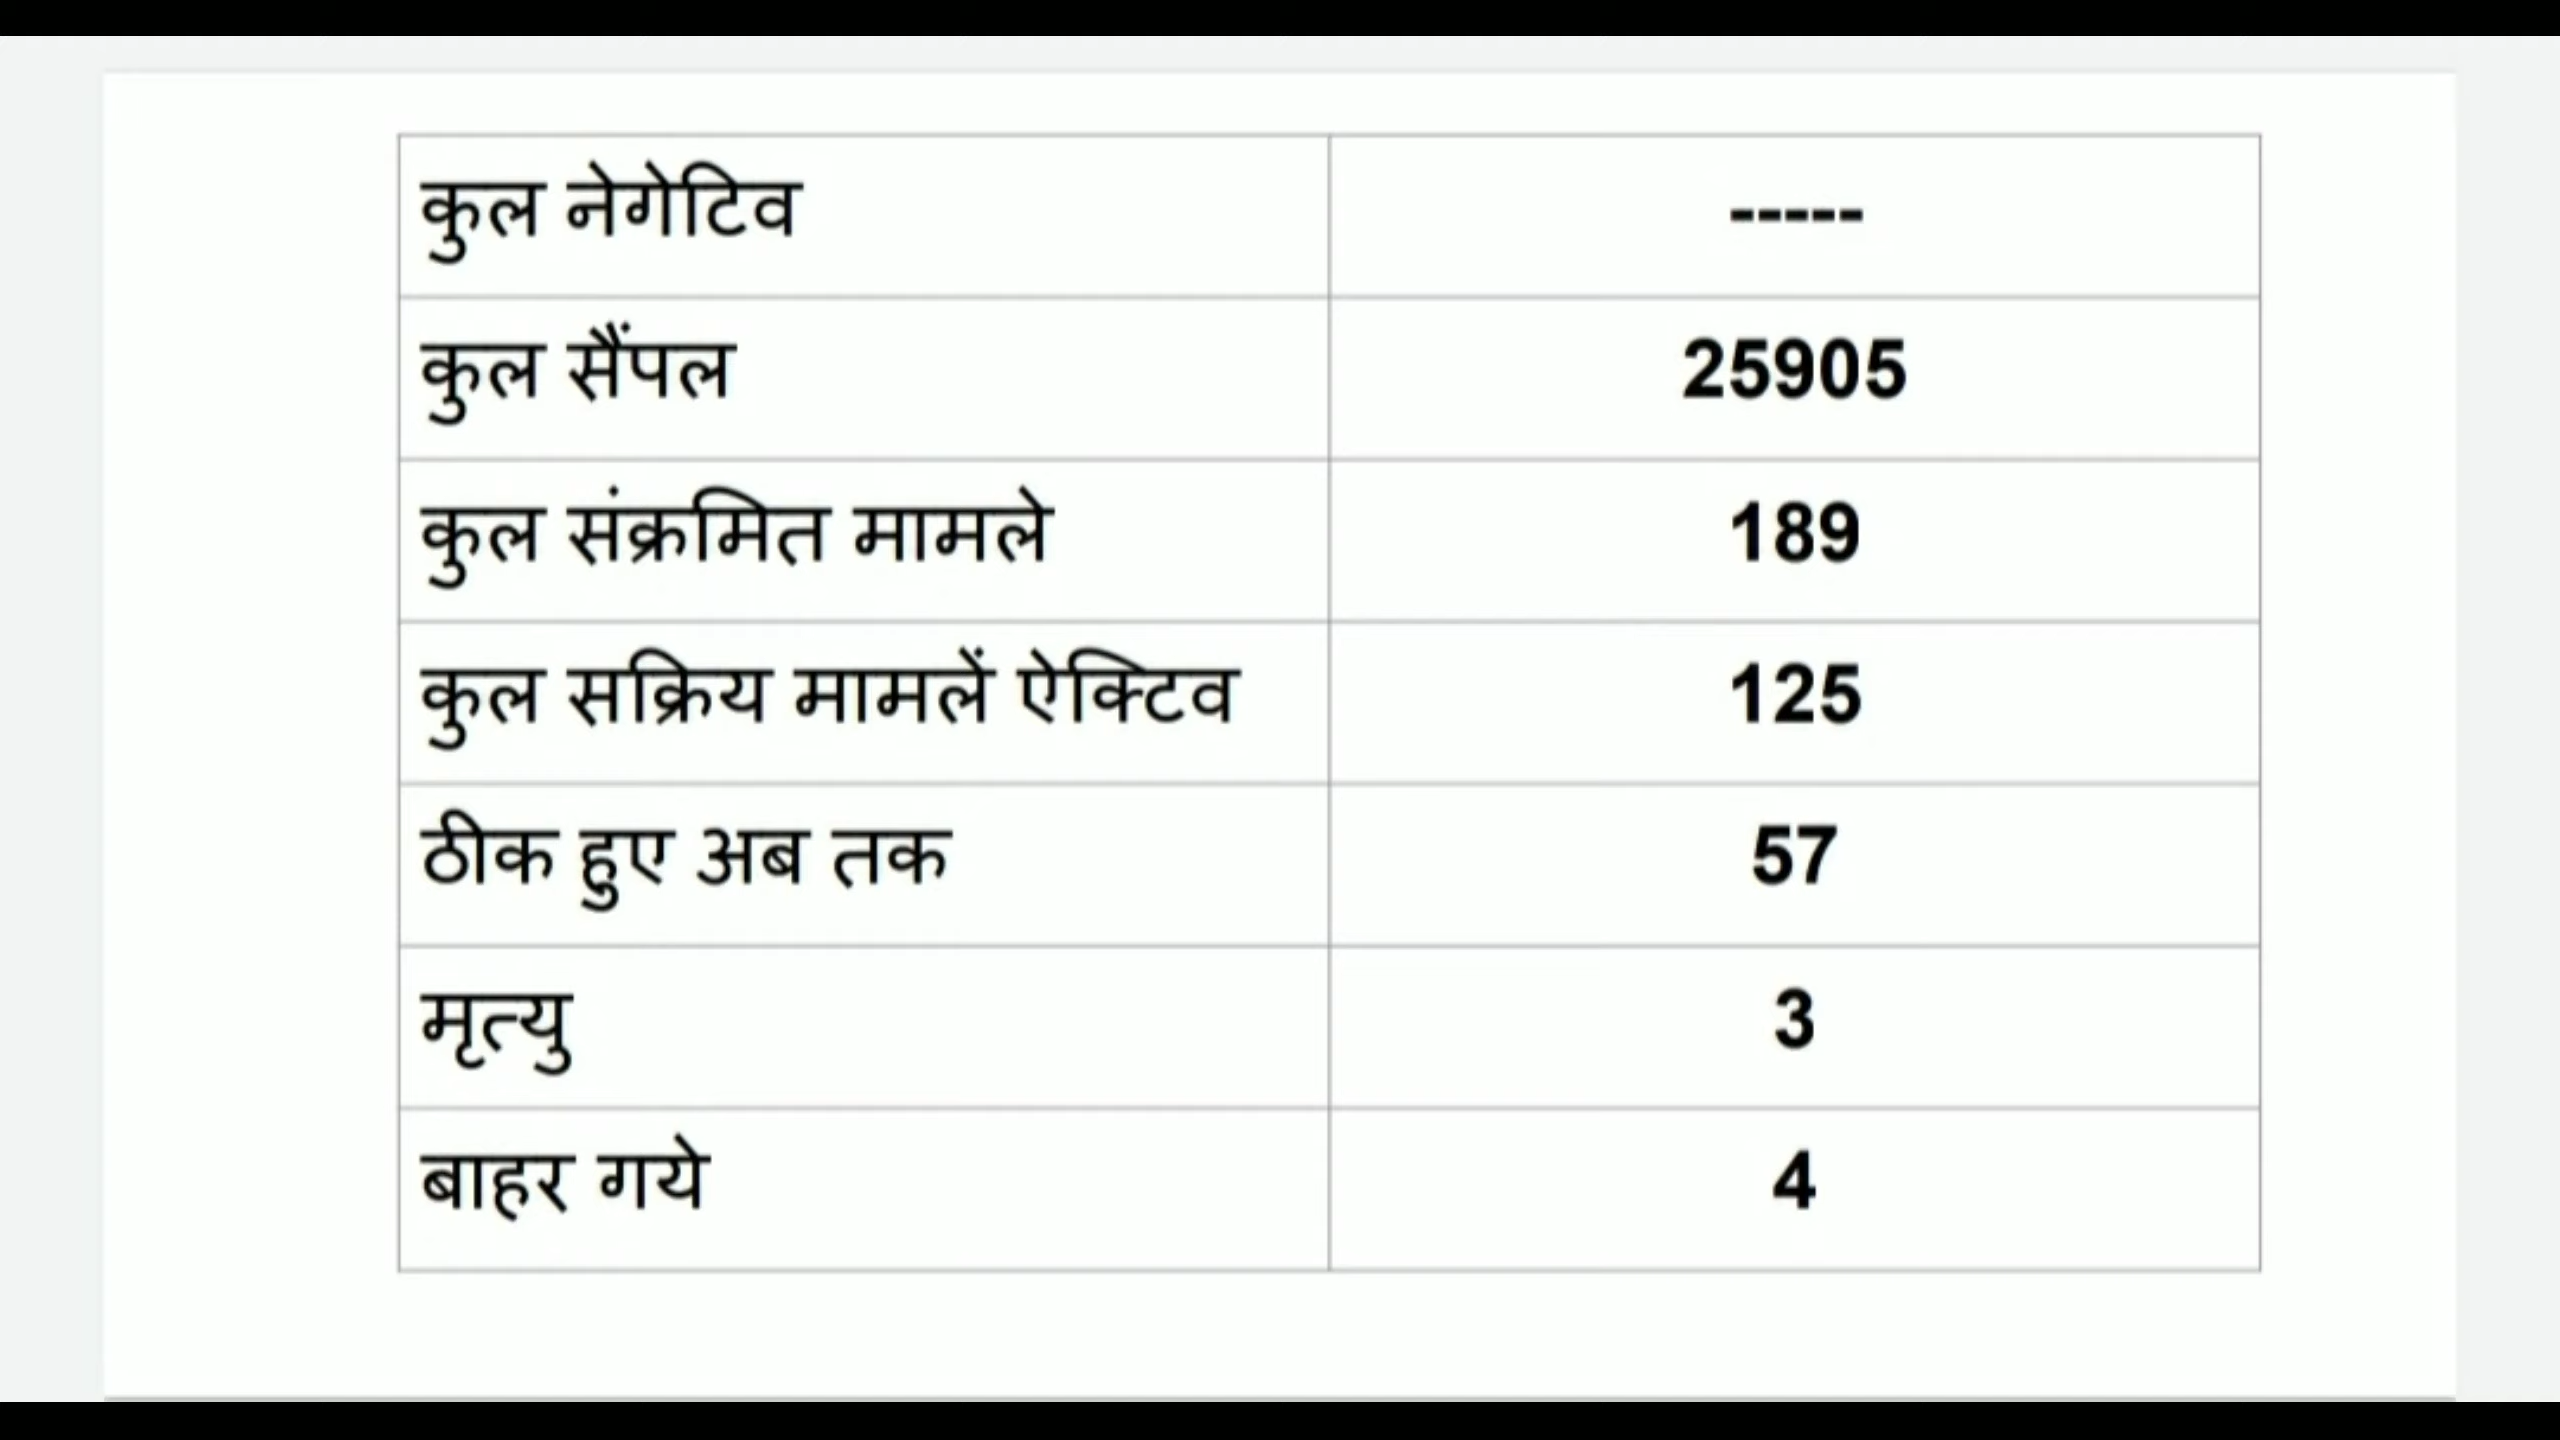 कुल नेगेटिव -----
कुल सैंपल 25905
कुल संक्रमित मामले 189
कुल सक्रिय मामलें ऐक्टिव 125
ठीक हुए अब तक 57
मृत्यु 3
बाहर गये 4